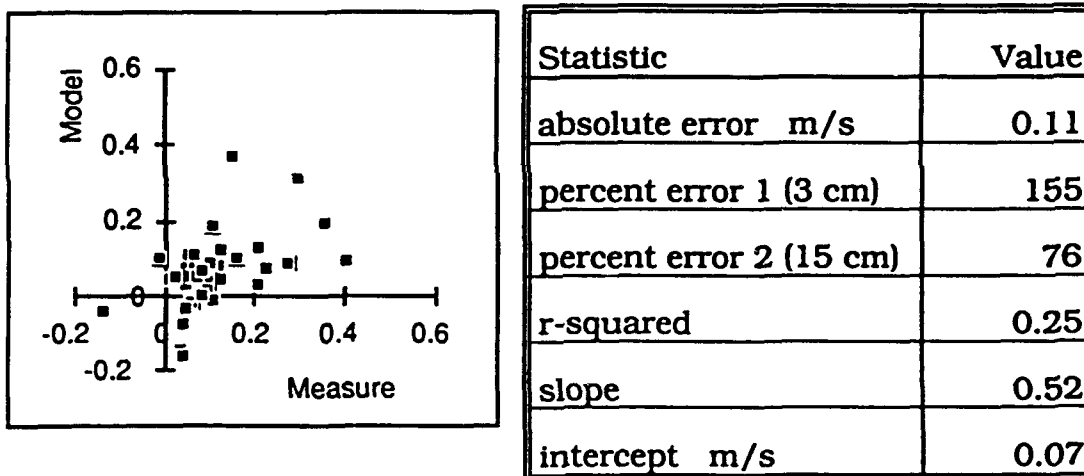 Model
0.6
0.4
0.2
0
-0.2
-0.2 0 0.2 0.4 0.6
Measure
Statistic Value
absolute error m/s 0.11
percent error 1 (3 cm) 155
percent error 2 (15 cm) 76
r-squared 0.25
slope 0.52
intercept m/s 0.07